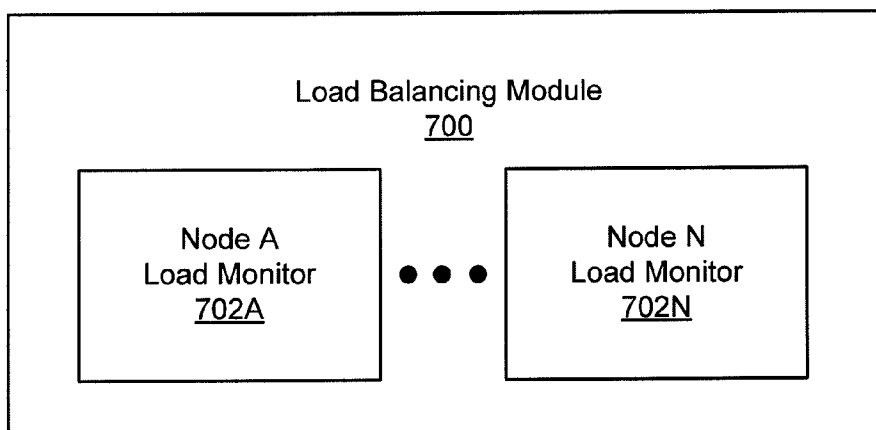 Load Balancing Module
700
Node A
Load Monitor
702A
Node N
Load Monitor
702N